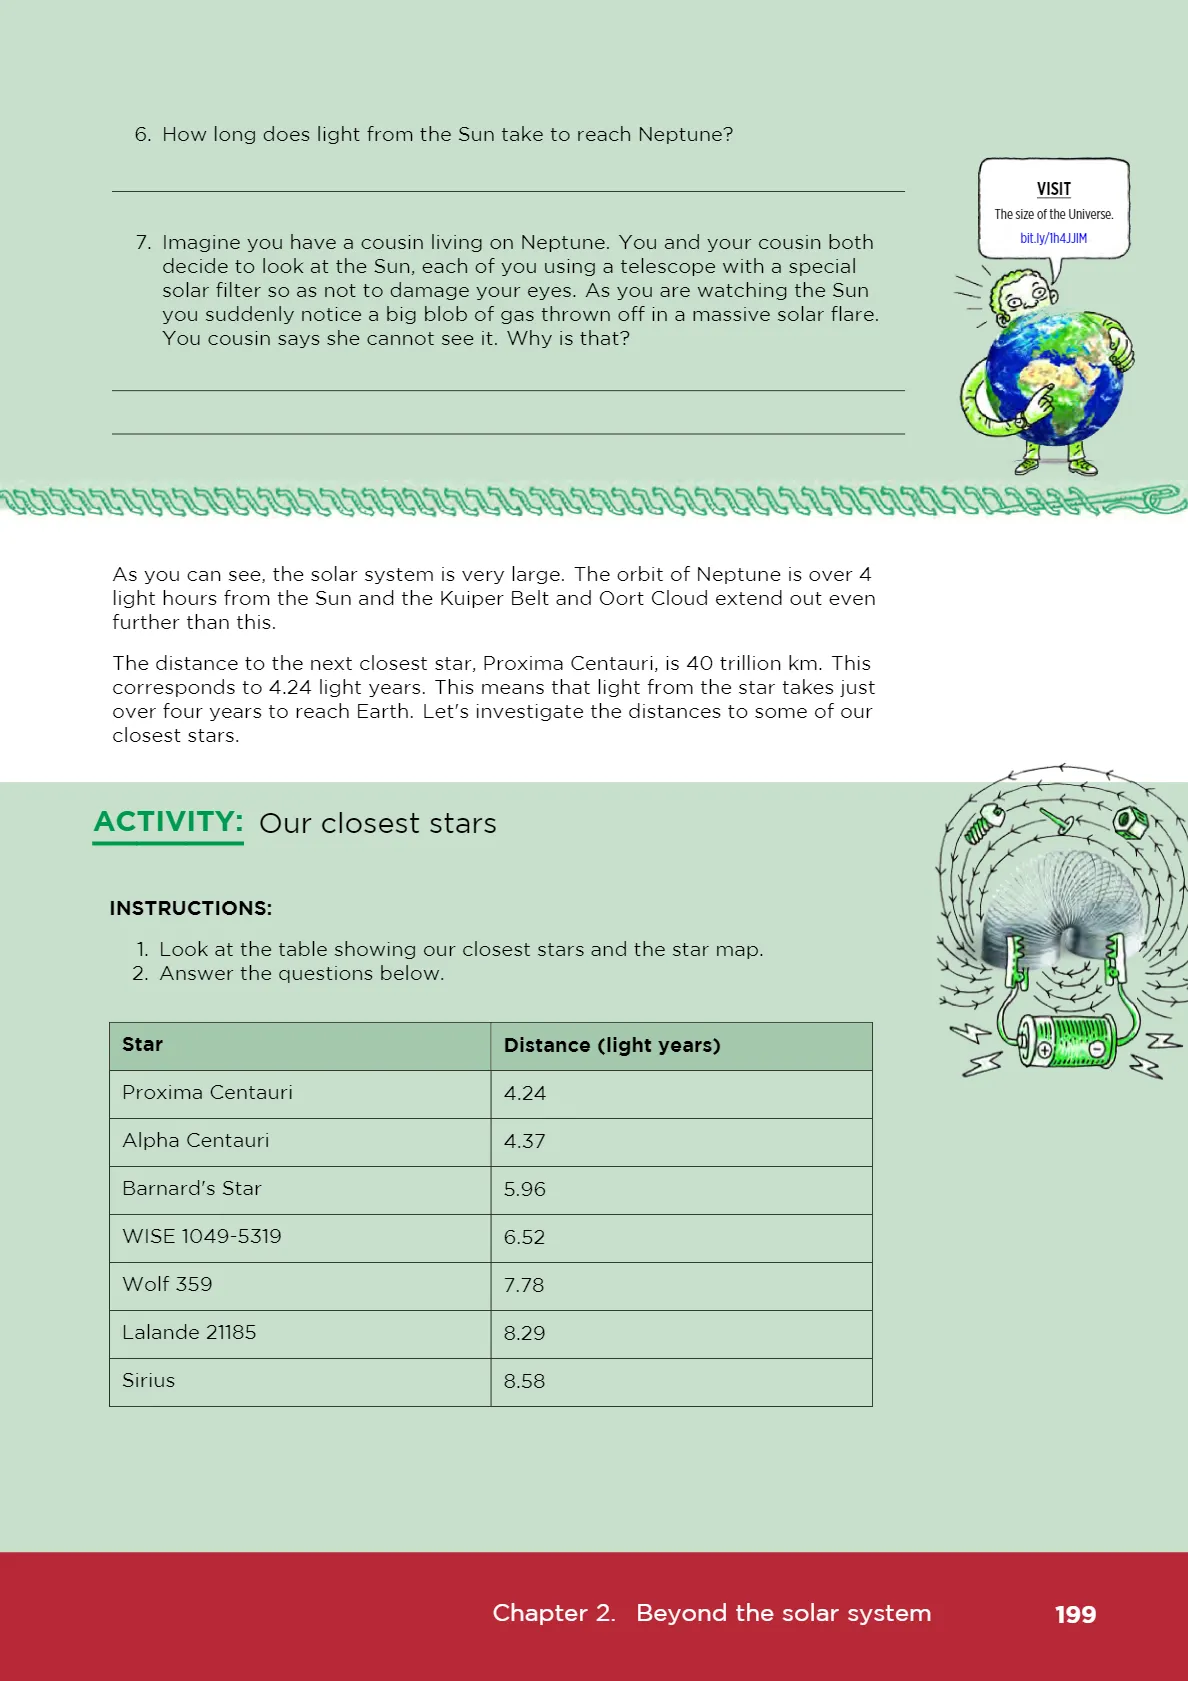 6. How long does light from the Sun take to reach Neptune?
7. Imagine you have a cousin living on Neptune. You and your cousin both
decide to look at the Sun, each of you using a telescope with a special
solar filter so as not to damage your eyes. As you are watching the Sun
you suddenly notice a big blob of gas thrown off in a massive solar flare.
You cousin says she cannot see it. Why is that?
VISIT
The size of the Universe.
bit.ly/1h4JJIM
As you can see, the solar system is very large. The orbit of Neptune is over 4
light hours from the Sun and the Kuiper Belt and Oort Cloud extend out even
further than this.
The distance to the next closest star, Proxima Centauri, is 40 trillion km. This
corresponds to 4.24 light years. This means that light from the star takes just
over four years to reach Earth. Let's investigate the distances to some of our
closest stars.
ACTIVITY: Our closest stars
INSTRUCTIONS:
1. Look at the table showing our closest stars and the star map.
2. Answer the questions below.
Star Distance (light years)
Proxima Centauri 4.24
Alpha Centauri 4.37
Barnard's Star 5.96
WISE 1049-5319 6.52
Wolf 359 7.78
Lalande 21185 8.29
Sirius 8.58
Chapter 2. Beyond the solar system 199